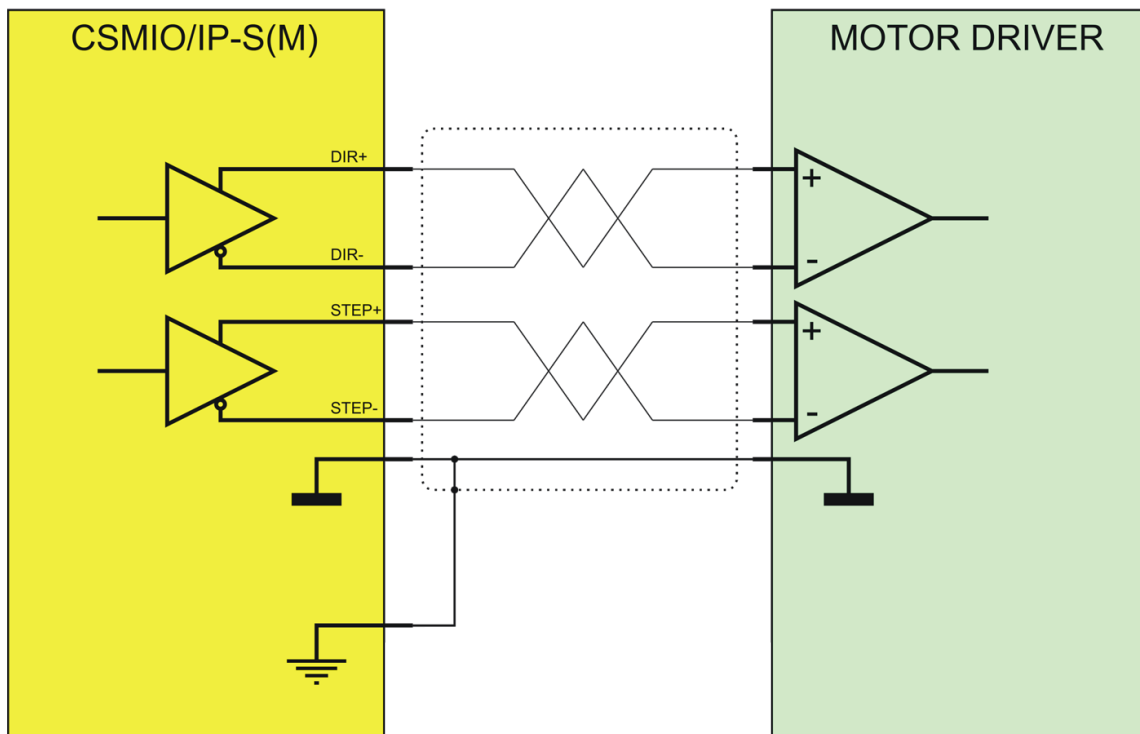 CSMIO/IP-S(M)
MOTOR DRIVER
DIR+
+
DIR-
-
STEP+
+
STEP-
-